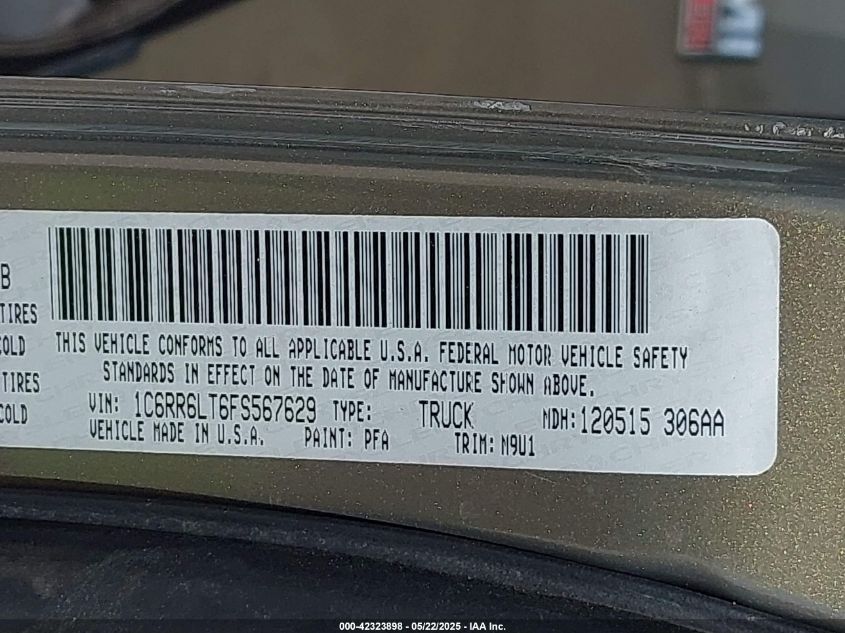 B
TIRES
COLD
TIRES
COLD
THIS VEHICLE CONFORMS TO ALL APPLICABLE U.S.A. FEDERAL MOTOR VEHICLE SAFETY
STANDARDS IN EFFECT ON THE DATE OF MANUFACTURE SHOWN ABOVE.
VIN: 1C6RR6LT6FS567629 TYPE: TRUCK MDH:120515 306AA
VEHICLE MADE IN U.S.A. PAINT: PFA TRIM: N9U1
000-42323898 - 05/22/2025 - IAA Inc.